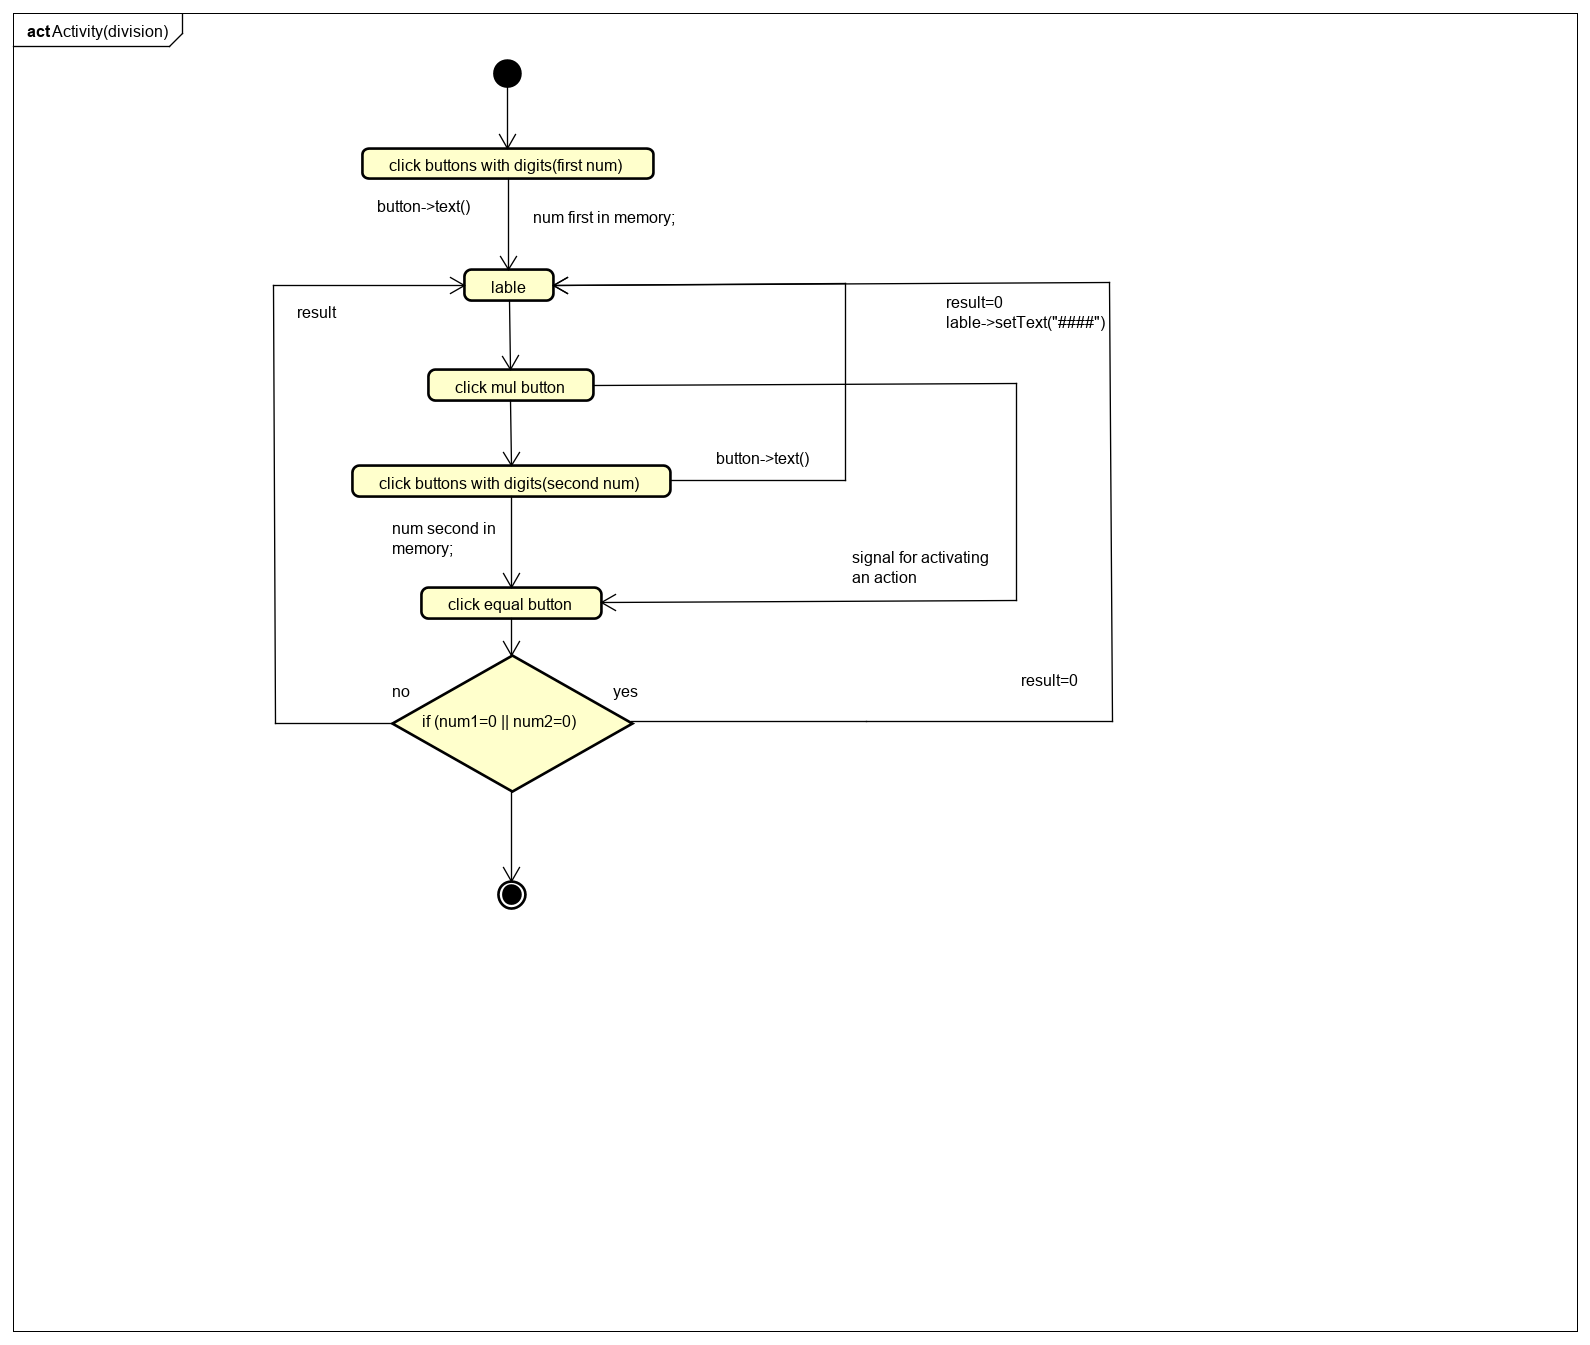 act Activity(division)
click buttons with digits(first num)
button->text()
num first in memory;
lable
result
result=0
lable->setText("####")
click mul button
button->text()
click buttons with digits(second num)
num second in
memory;
signal for activating
an action
click equal button
no
yes
result=0
if (num1=0 || num2=0)